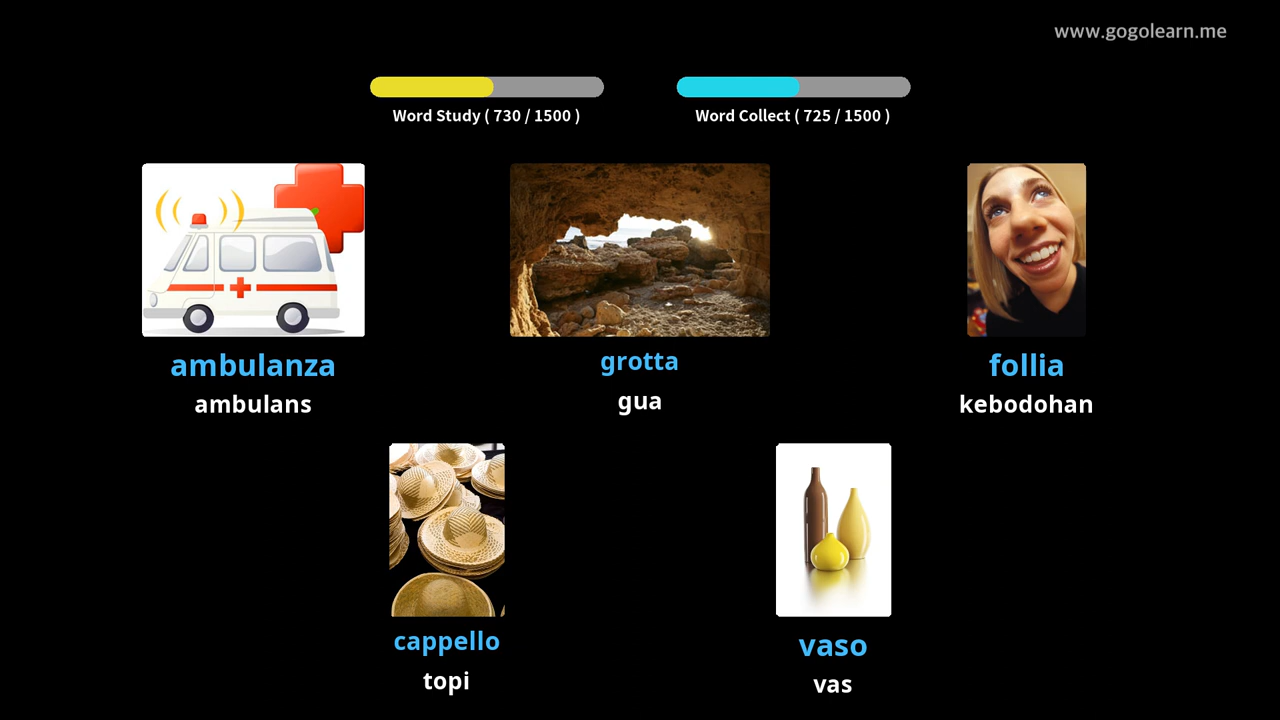 www.gogolearn.me
Word Study ( 730 / 1500 )
Word Collect ( 725 / 1500 )
ambulanza
ambulans
grotta
gua
follia
kebodohan
cappello
topi
vaso
vas